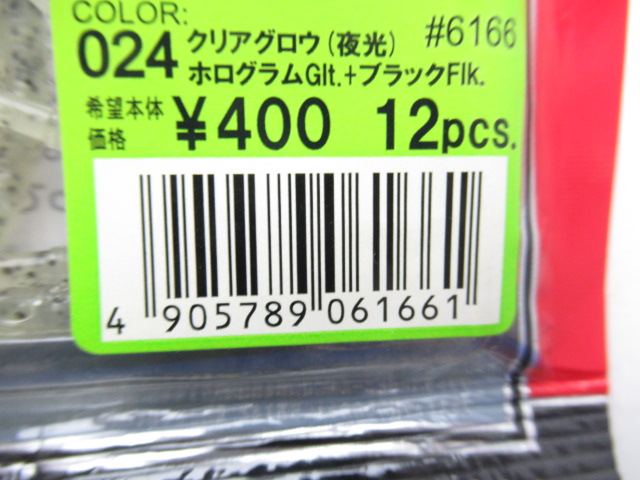 COLOR:
024 クリアグロウ(夜光) #6166
ホログラムGlt.+ブラックFlk.
希望本体価格 ¥400 12pcs.
4 905789 061661